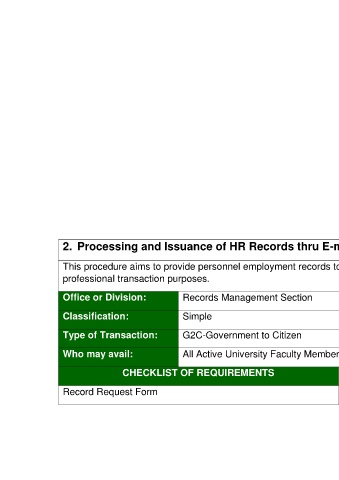 2. Processing and Issuance of HR Records thru E-
This procedure aims to provide personnel employment records to
professional transaction purposes.
Office or Division: Records Management Section
Classification: Simple
Type of Transaction: G2C-Government to Citizen
Who may avail: All Active University Faculty Member
CHECKLIST OF REQUIREMENTS
Record Request Form